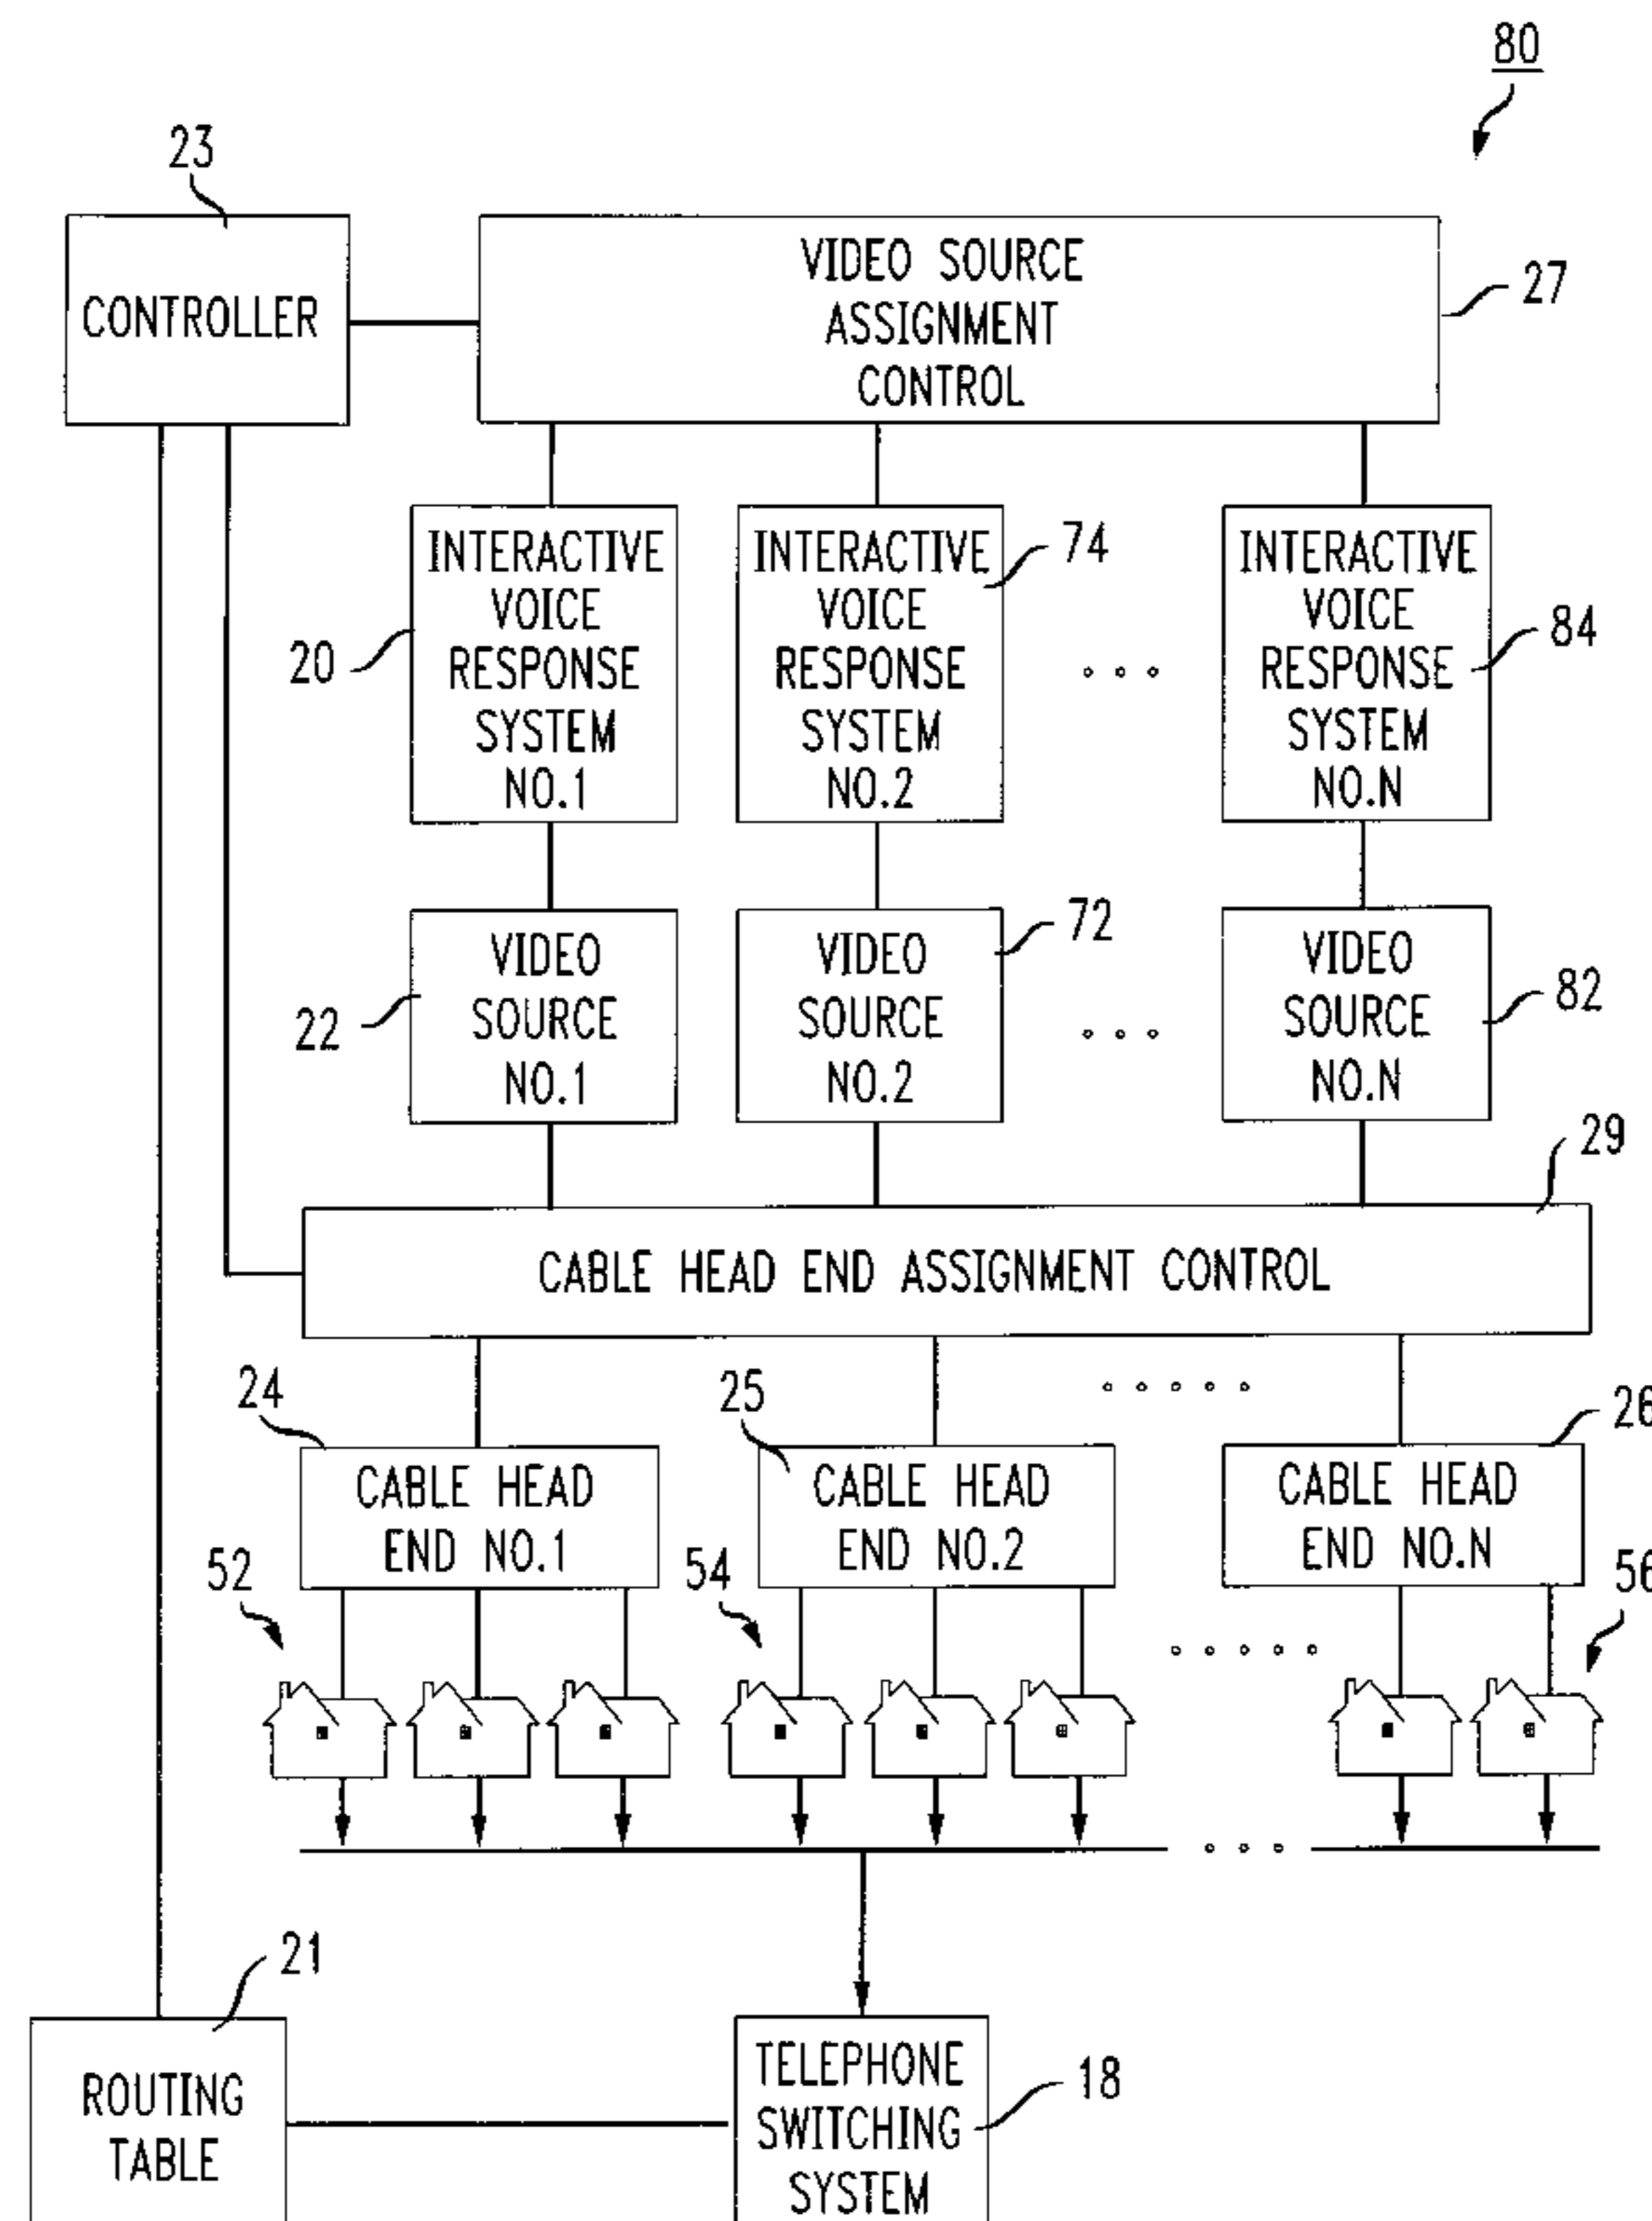 80
23
CONTROLLER
VIDEO SOURCE
ASSIGNMENT
CONTROL
27
INTERACTIVE
VOICE
RESPONSE
SYSTEM
NO.1
20
INTERACTIVE
VOICE
RESPONSE
SYSTEM
NO.2
74
INTERACTIVE
VOICE
RESPONSE
SYSTEM
NO.N
84
VIDEO
SOURCE
NO.1
22
VIDEO
SOURCE
NO.2
72
VIDEO
SOURCE
NO.N
82
29
CABLE HEAD END ASSIGNMENT CONTROL
24
CABLE HEAD
END NO.1
25
CABLE HEAD
END NO.2
26
CABLE HEAD
END NO.N
52
54
56
21
ROUTING
TABLE
TELEPHONE
SWITCHING
SYSTEM
18